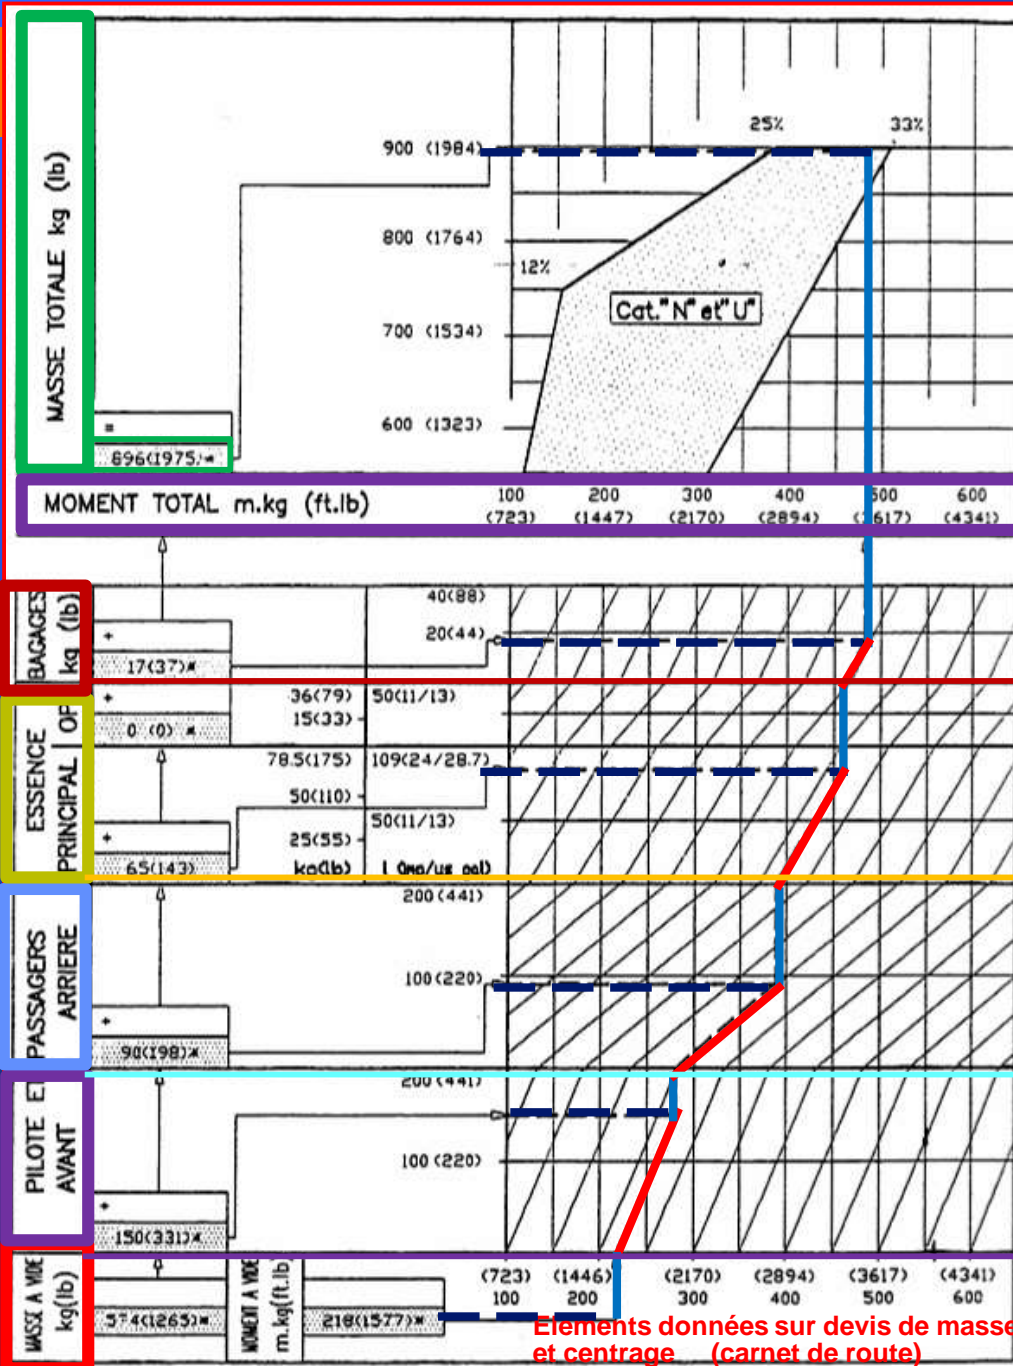 25% 33%
900 (1984)
MASSE TOTALE kg (lb)
800 (1764)
12%
Cat."N" et"U"
700 (1534)
600 (1323)
=
896(1975)*
MOMENT TOTAL m.kg (ft.lb)
100 200 300 400 500 600
(723) (1447) (2170) (2894) (3617) (4341)
BAGAGES
kg (lb)
40(88)
+
20(44)
17(37)*
ESSENCE
OP
+
36(79) 50(11/13)
15(33)
0 (0) *
PRINCIPAL
78.5(175) 109(24/28.7)
50(110)
50(11/13)
+
25(55)
65(143)
kg(lb) l (Imp/us gal)
PASSAGERS
ARRIERE
200(441)
100(220)
+
90(198)*
PILOTE ET
AVANT
200(441)
100(220)
+
150(331)*
MASSE A VIDE
kg(lb)
MOMENT A VIDE
m.kg(ft.lb)
(723) (1446) (2170) (2894) (3617) (4341)
100 200 300 400 500 600
574(1265)* 218(1577)*
Elements données sur devis de masse
et centrage (carnet de route)